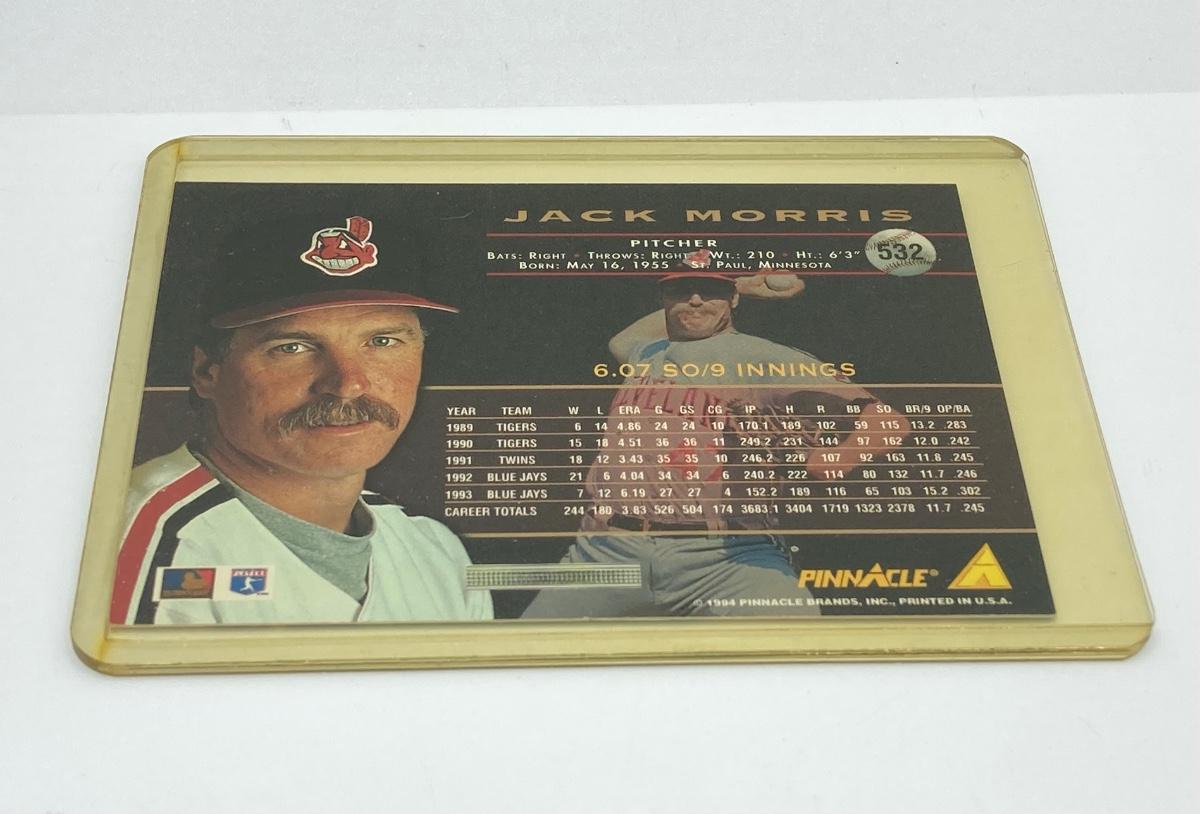 JACK MORRIS
PITCHER
BATS: RIGHT • THROWS: RIGHT • WT.: 210 • HT.: 6'3"
BORN: MAY 16, 1955 • ST. PAUL, MINNESOTA
532
6.07 SO/9 INNINGS
YEAR TEAM W L ERA G GS CG IP H R BB SO BR/9 OP/BA
1989 TIGERS 6 14 4.86 24 24 10 170.1 189 102 59 115 13.2 .283
1990 TIGERS 15 18 4.51 36 36 11 249.2 231 144 97 162 12.0 .242
1991 TWINS 18 12 3.43 35 35 10 246.2 226 107 92 163 11.8 .245
1992 BLUE JAYS 21 6 4.04 34 34 6 240.2 222 114 80 132 11.7 .246
1993 BLUE JAYS 7 12 6.19 27 27 4 152.2 189 116 65 103 15.2 .302
CAREER TOTALS 244 180 3.83 526 504 174 3683.1 3404 1719 1323 2378 11.7 .245
PINNACLE®
© 1994 PINNACLE BRANDS, INC., PRINTED IN U.S.A.